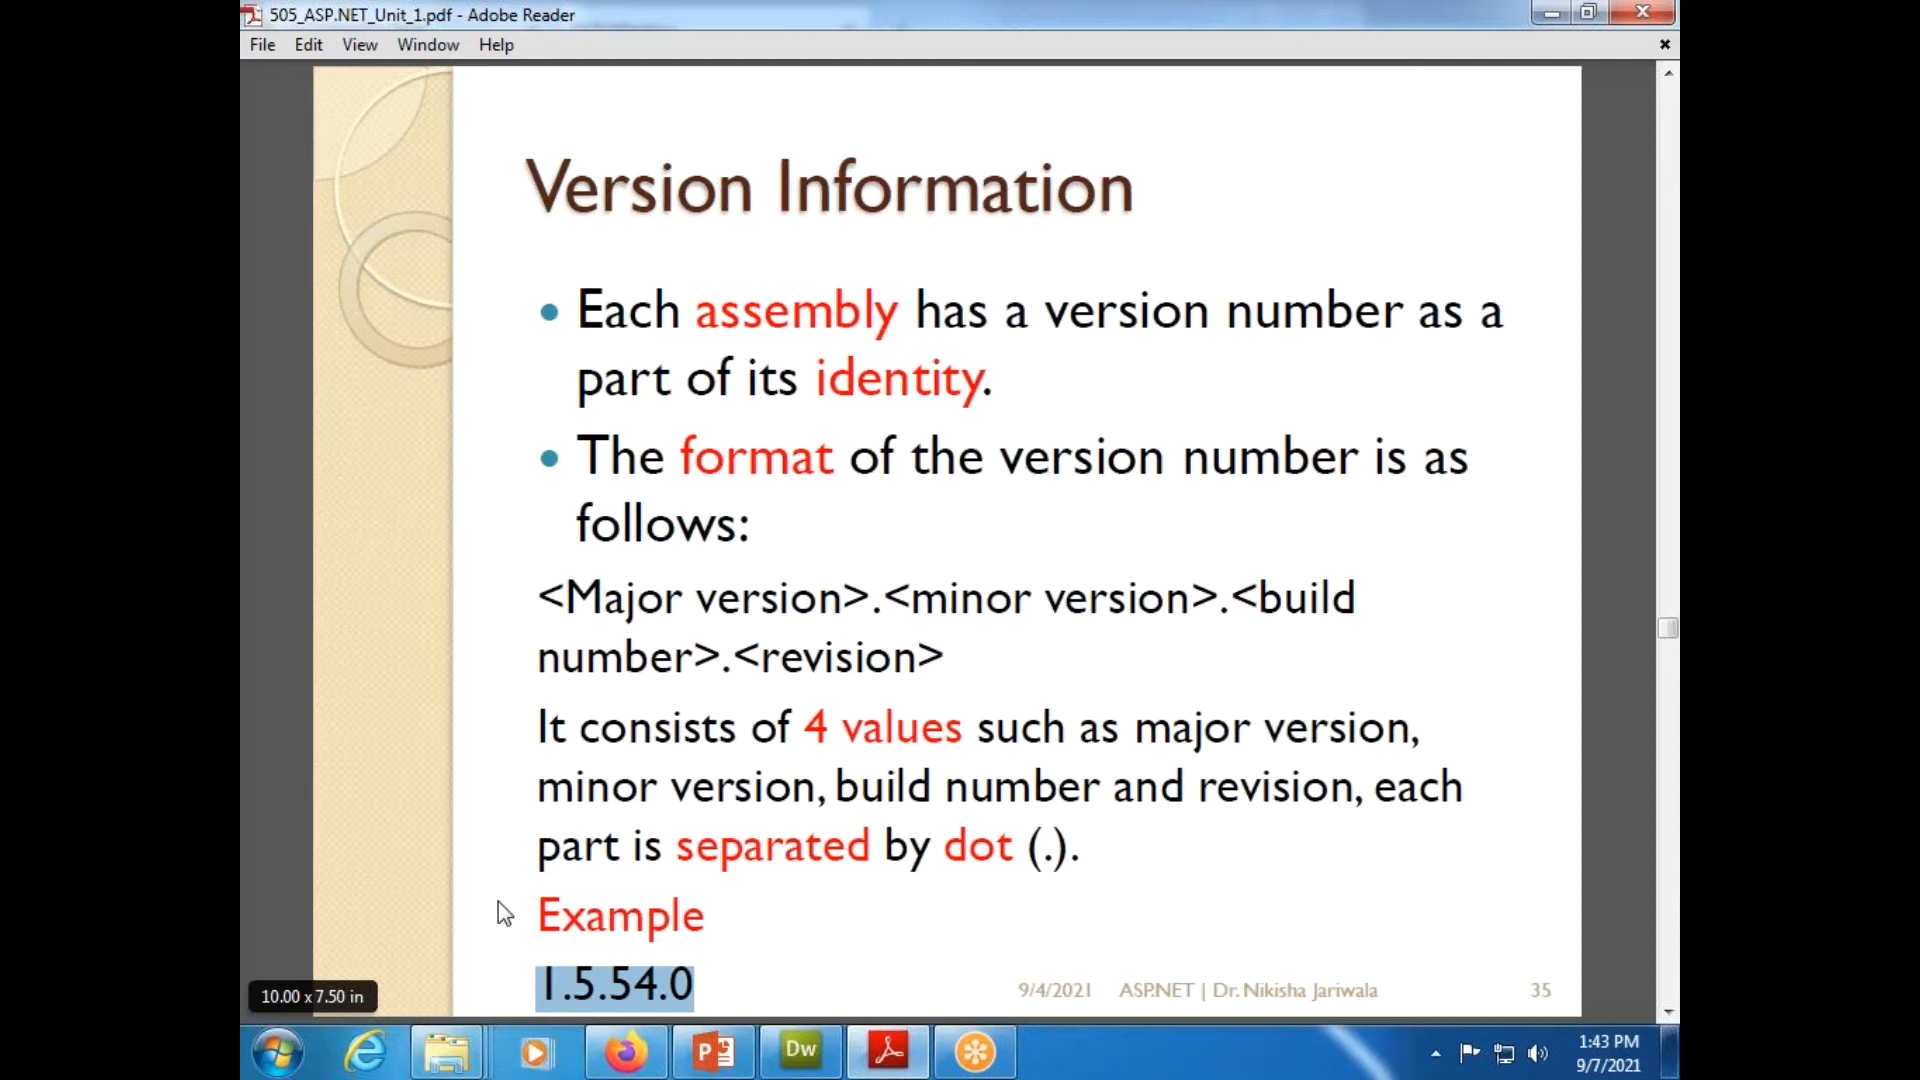 505_ASP.NET_Unit_1.pdf - Adobe Reader
File Edit View Window Help
Version Information
Each assembly has a version number as a
part of its identity.
The format of the version number is as
follows:
<Major version>.<minor version>.<build
number>.<revision>
It consists of 4 values such as major version,
minor version, build number and revision, each
part is separated by dot (.).
Example
1.5.54.0
9/4/2021 ASP.NET | Dr. Nikisha Jariwala 35
10.00 x 7.50 in
Dw
1:43 PM
9/7/2021